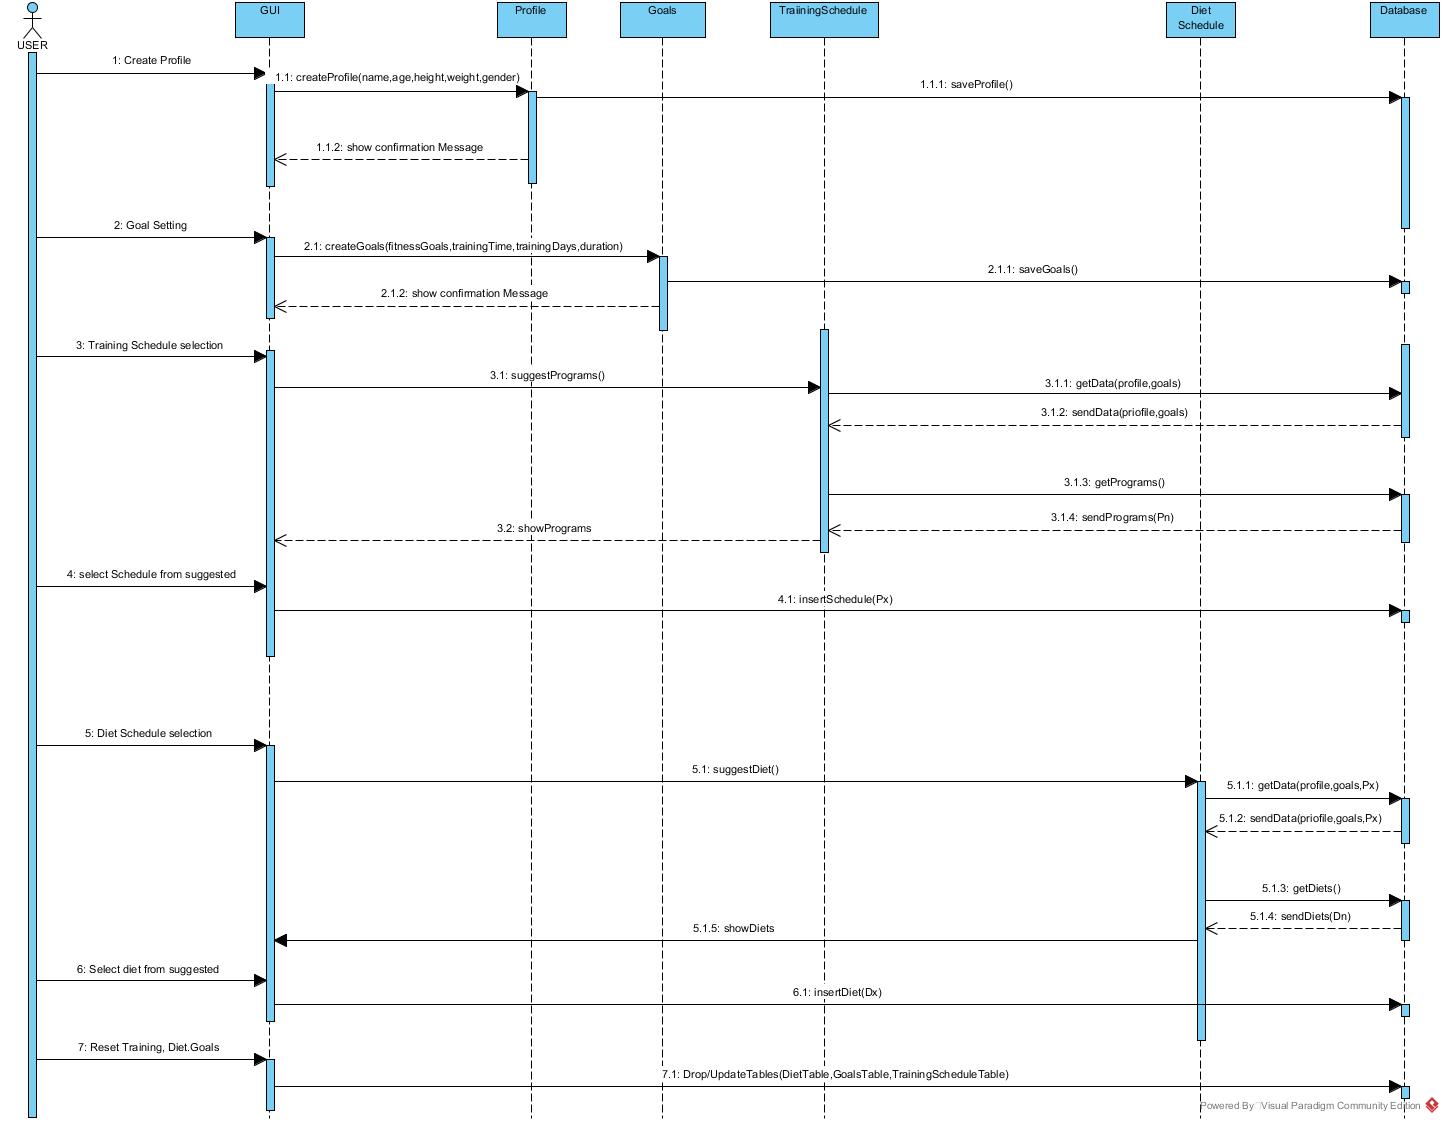 USER
GUI
Profile
Goals
TraiiningSchedule
Diet
Schedule
Database
1: Create Profile
1.1: createProfile(name,age,height,weight,gender)
1.1.1: saveProfile()
1.1.2: show confirmation Message
2: Goal Setting
2.1: createGoals(fitnessGoals,trainingTime,trainingDays,duration)
2.1.1: saveGoals()
2.1.2: show confirmation Message
3: Training Schedule selection
3.1: suggestPrograms()
3.1.1: getData(profile,goals)
3.1.2: sendData(priofile,goals)
3.1.3: getPrograms()
3.1.4: sendPrograms(Pn)
3.2: showPrograms
4: select Schedule from suggested
4.1: insertSchedule(Px)
5: Diet Schedule selection
5.1: suggestDiet()
5.1.1: getData(profile,goals,Px)
5.1.2: sendData(priofile,goals,Px)
5.1.3: getDiets()
5.1.4: sendDiets(Dn)
5.1.5: showDiets
6: Select diet from suggested
6.1: insertDiet(Dx)
7: Reset Training, Diet.Goals
7.1: Drop/UpdateTables(DietTable,GoalsTable,TrainingScheduleTable)
Powered By Visual Paradigm Community Edition